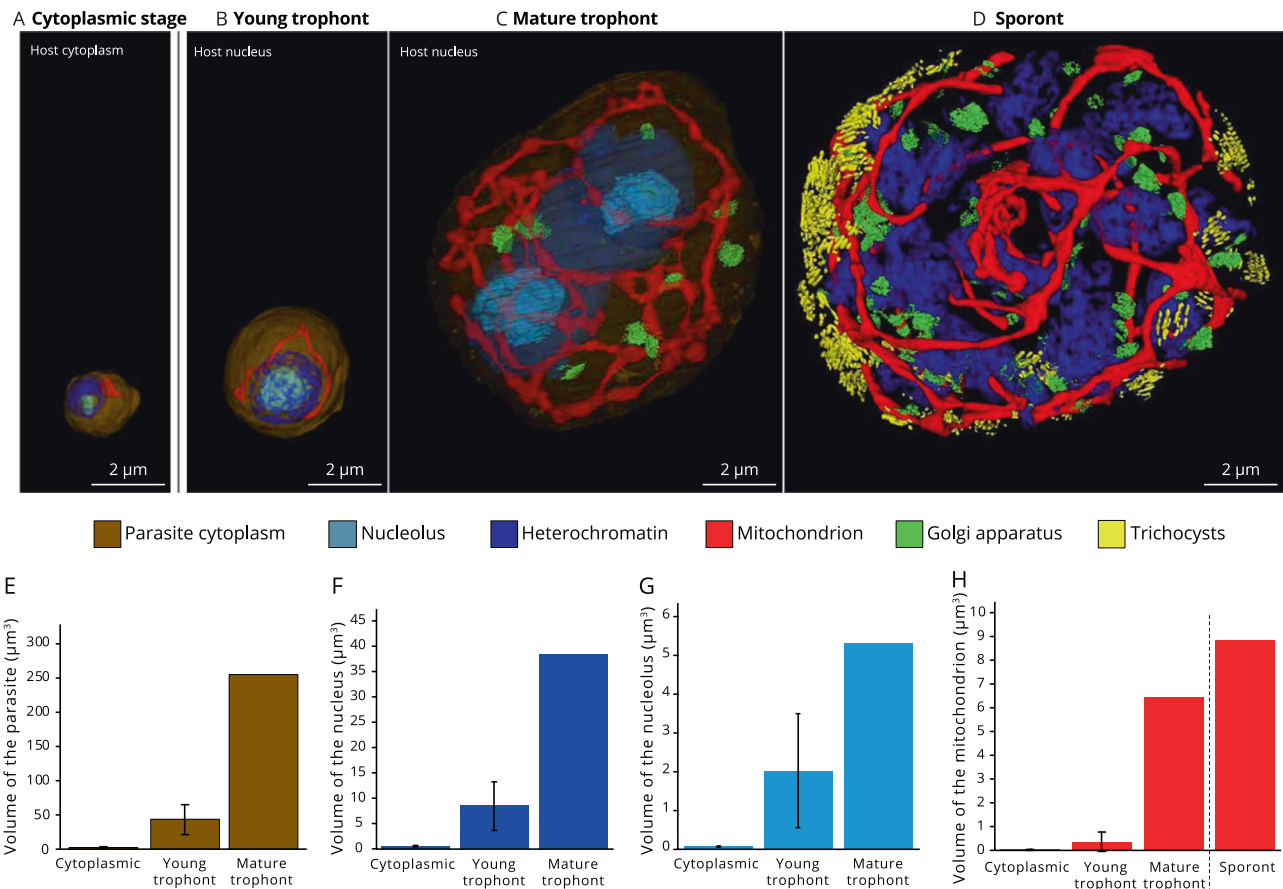 A Cytoplasmic stage
B Young trophont
C Mature trophont
D Sporont
Host cytoplasm
Host nucleus
Host nucleus
2 µm
2 µm
2 µm
2 µm
Parasite cytoplasm
Nucleolus
Heterochromatin
Mitochondrion
Golgi apparatus
Trichocysts
E
Volume of the parasite (µm³)
300
250
200
150
100
50
0
Cytoplasmic
Young
trophont
Mature
trophont
F
Volume of the nucleus (µm³)
45
40
35
30
25
20
15
10
5
0
Cytoplasmic
Young
trophont
Mature
trophont
G
Volume of the nucleolus (µm³)
6
5
4
3
2
1
0
Cytoplasmic
Young
trophont
Mature
trophont
H
Volume of the mitochondrion (µm³)
10
9
8
7
6
5
4
3
2
1
0
Cytoplasmic
Young
trophont
Mature
trophont
Sporont